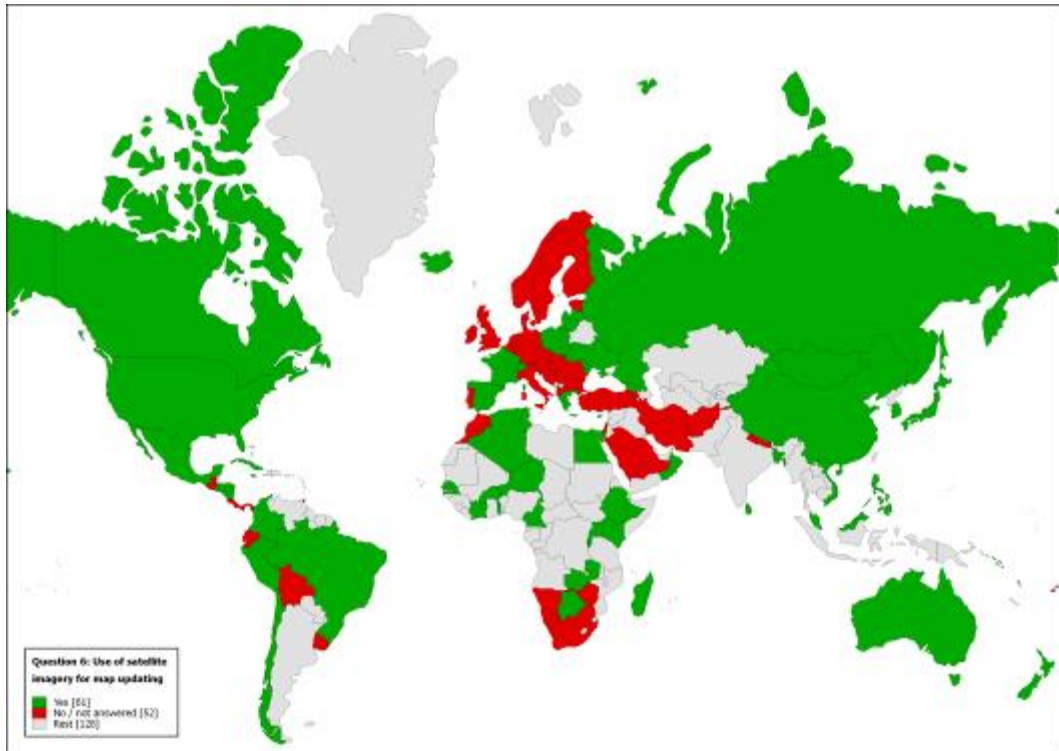 Question 6: Use of satellite
imagery for map updating
Yes [61]
No / not answered [52]
Rest [128]